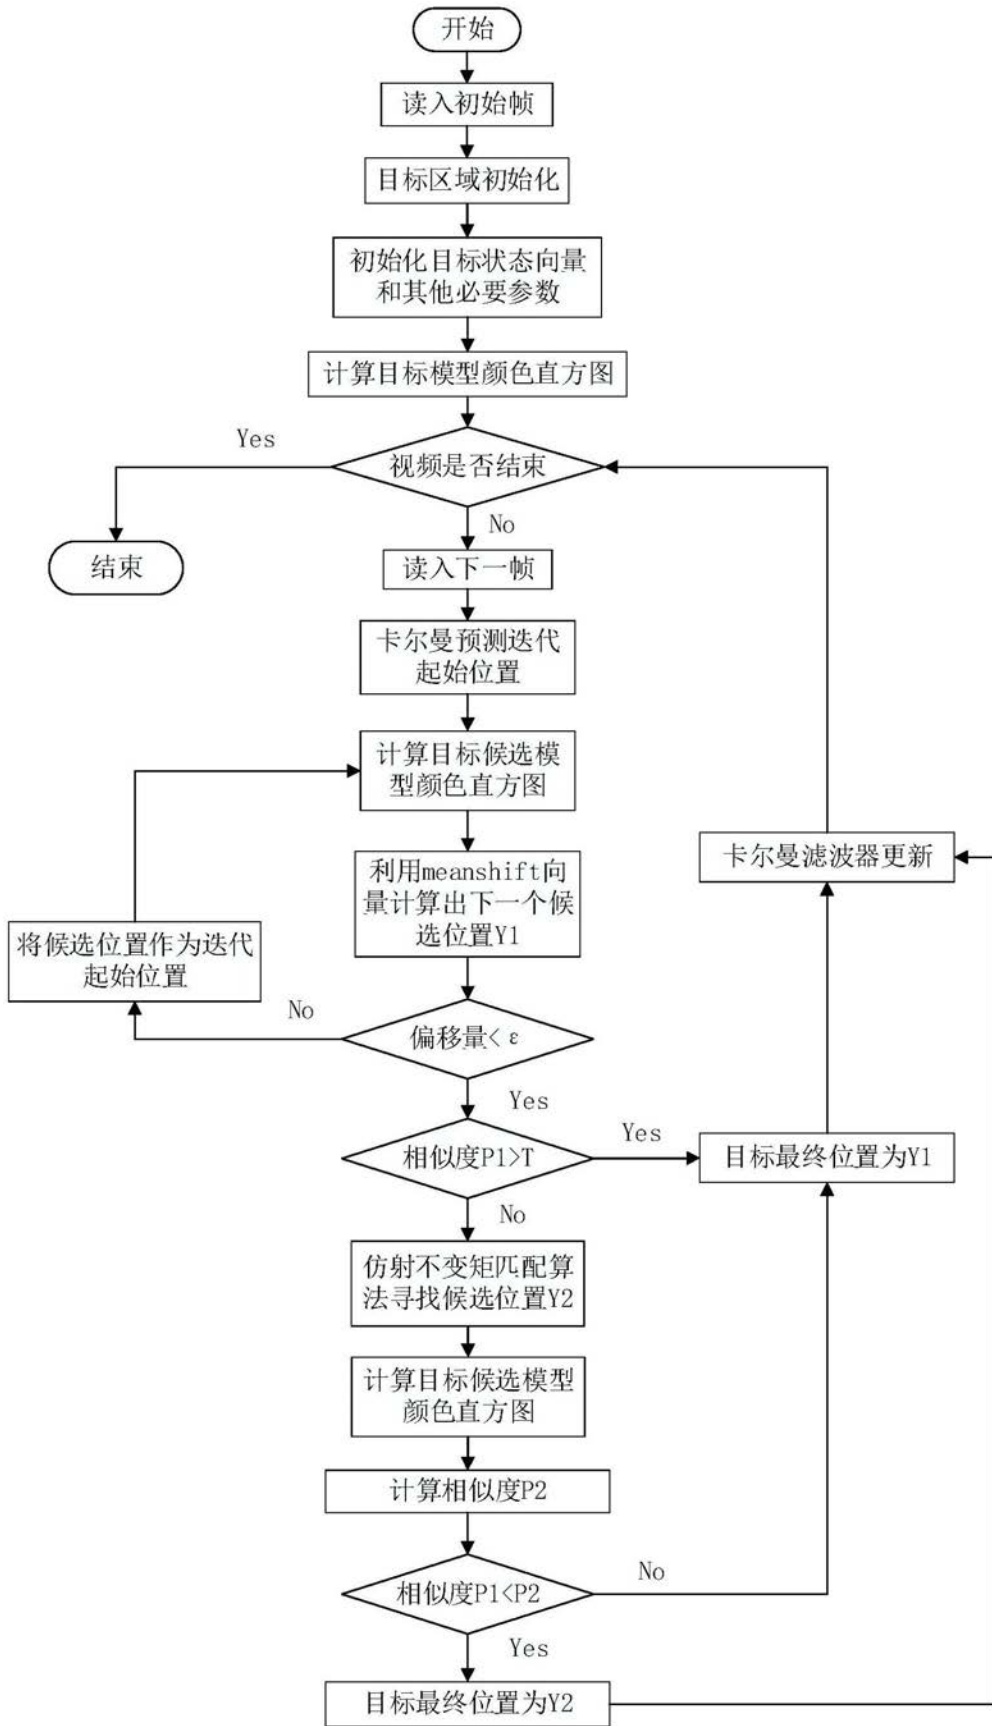 开始
读入初始帧
目标区域初始化
初始化目标状态向量
和其他必要参数
计算目标模型颜色直方图
Yes
视频是否结束
No
结束
读入下一帧
卡尔曼预测迭代
起始位置
计算目标候选模
型颜色直方图
卡尔曼滤波器更新
利用meanshift向
量计算出下一个候
选位置Y1
将候选位置作为迭代
起始位置
No
偏移量<ε
Yes
相似度P1>T
Yes
目标最终位置为Y1
No
仿射不变矩匹配算
法寻找候选位置Y2
计算目标候选模型
颜色直方图
计算相似度P2
相似度P1<P2
No
Yes
目标最终位置为Y2